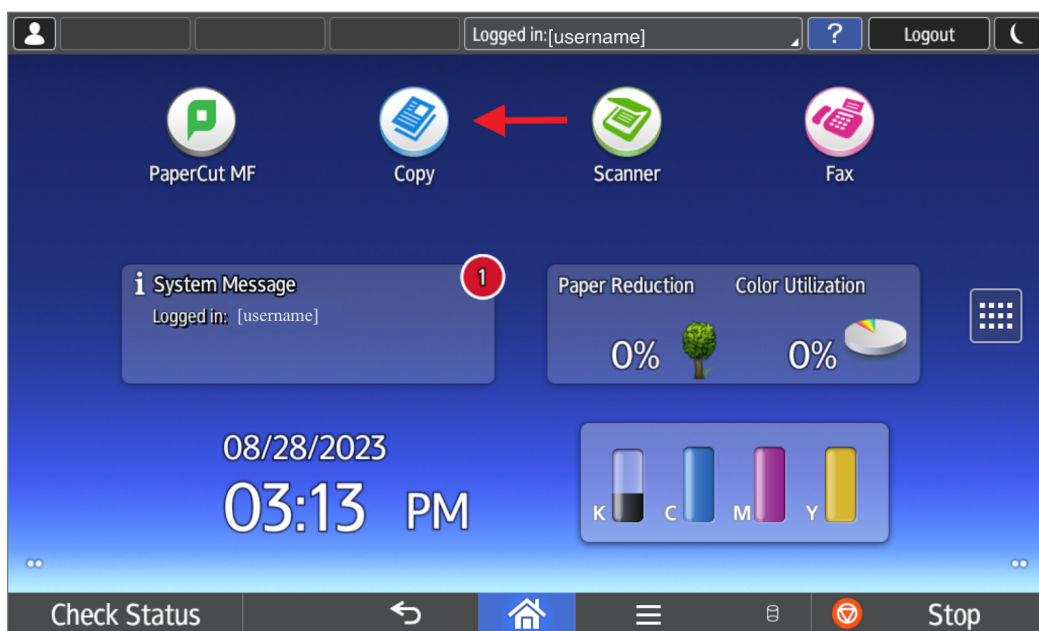 Logged in:[username]
?
Logout
PaperCut MF
Copy
Scanner
Fax
i System Message
1
Logged in: [username]
Paper Reduction
Color Utilization
0%
0%
08/28/2023
03:13 PM
K C M Y
Check Status
Stop